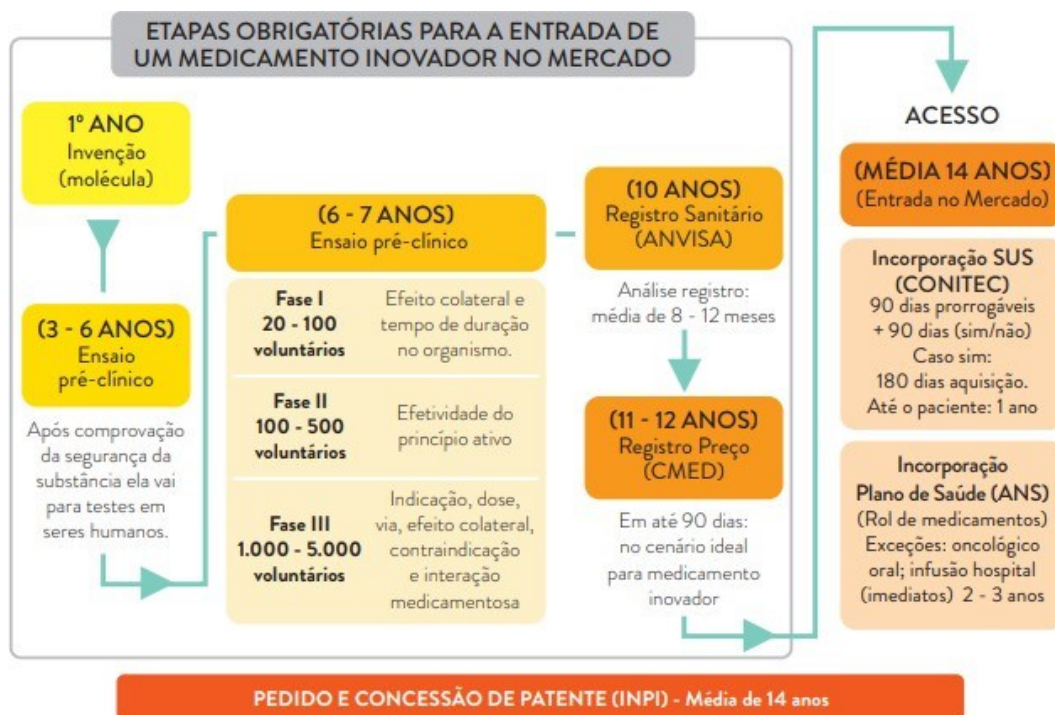 ETAPAS OBRIGATÓRIAS PARA A ENTRADA DE
UM MEDICAMENTO INOVADOR NO MERCADO
1º ANO
Invenção
(molécula)
(3 - 6 ANOS)
Ensaio
pré-clínico
Após comprovação
da segurança da
substância ela vai
para testes em
seres humanos.
(6 - 7 ANOS)
Ensaio pré-clínico
Fase I
20 - 100
voluntários
Efeito colateral e
tempo de duração
no organismo.
Fase II
100 - 500
voluntários
Efetividade do
princípio ativo
Fase III
1.000 - 5.000
voluntários
Indicação, dose,
via, efeito colateral,
contraindicação
e interação
medicamentosa
(10 ANOS)
Registro Sanitário
(ANVISA)
Análise registro:
média de 8 - 12 meses
(11 - 12 ANOS)
Registro Preço
(CMED)
Em até 90 dias:
no cenário ideal
para medicamento
inovador
ACESSO
(MÉDIA 14 ANOS)
(Entrada no Mercado)
Incorporação SUS
(CONITEC)
90 dias prorrogáveis
+ 90 dias (sim/não)
Caso sim:
180 dias aquisição.
Até o paciente: 1 ano
Incorporação
Plano de Saúde (ANS)
(Rol de medicamentos)
Exceções: oncológico
oral; infusão hospital
(imediatos) 2 - 3 anos
PEDIDO E CONCESSÃO DE PATENTE (INPI) - Média de 14 anos